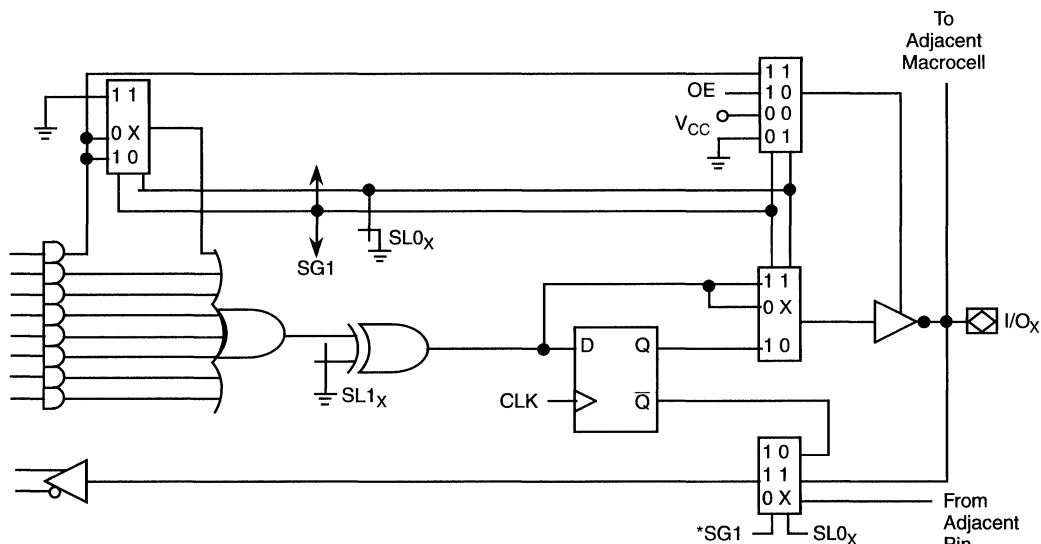 To
Adjacent
Macrocell
1 1
OE
1 0
V_CC
0 0
0 1
1 1
0 X
1 0
SL0_X
SG1
1 1
0 X
1 0
I/O_X
D
Q
CLK
Q̅
SL1_X
1 0
1 1
0 X
From
Adjacent
*SG1
SL0_X